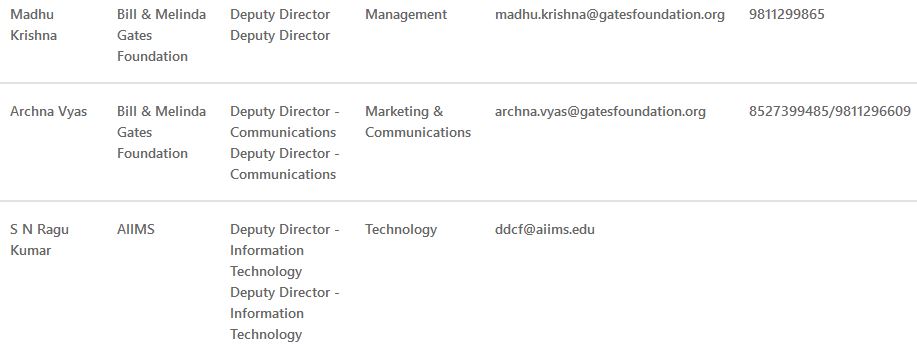 Madhu Krishna
Bill & Melinda Gates Foundation
Deputy Director
Deputy Director
Management
madhu.krishna@gatesfoundation.org
9811299865
Archna Vyas
Bill & Melinda Gates Foundation
Deputy Director - Communications
Deputy Director - Communications
Marketing & Communications
archna.vyas@gatesfoundation.org
8527399485/9811296609
S N Ragu Kumar
AIIMS
Deputy Director - Information Technology
Deputy Director - Information Technology
Technology
ddcf@aiims.edu